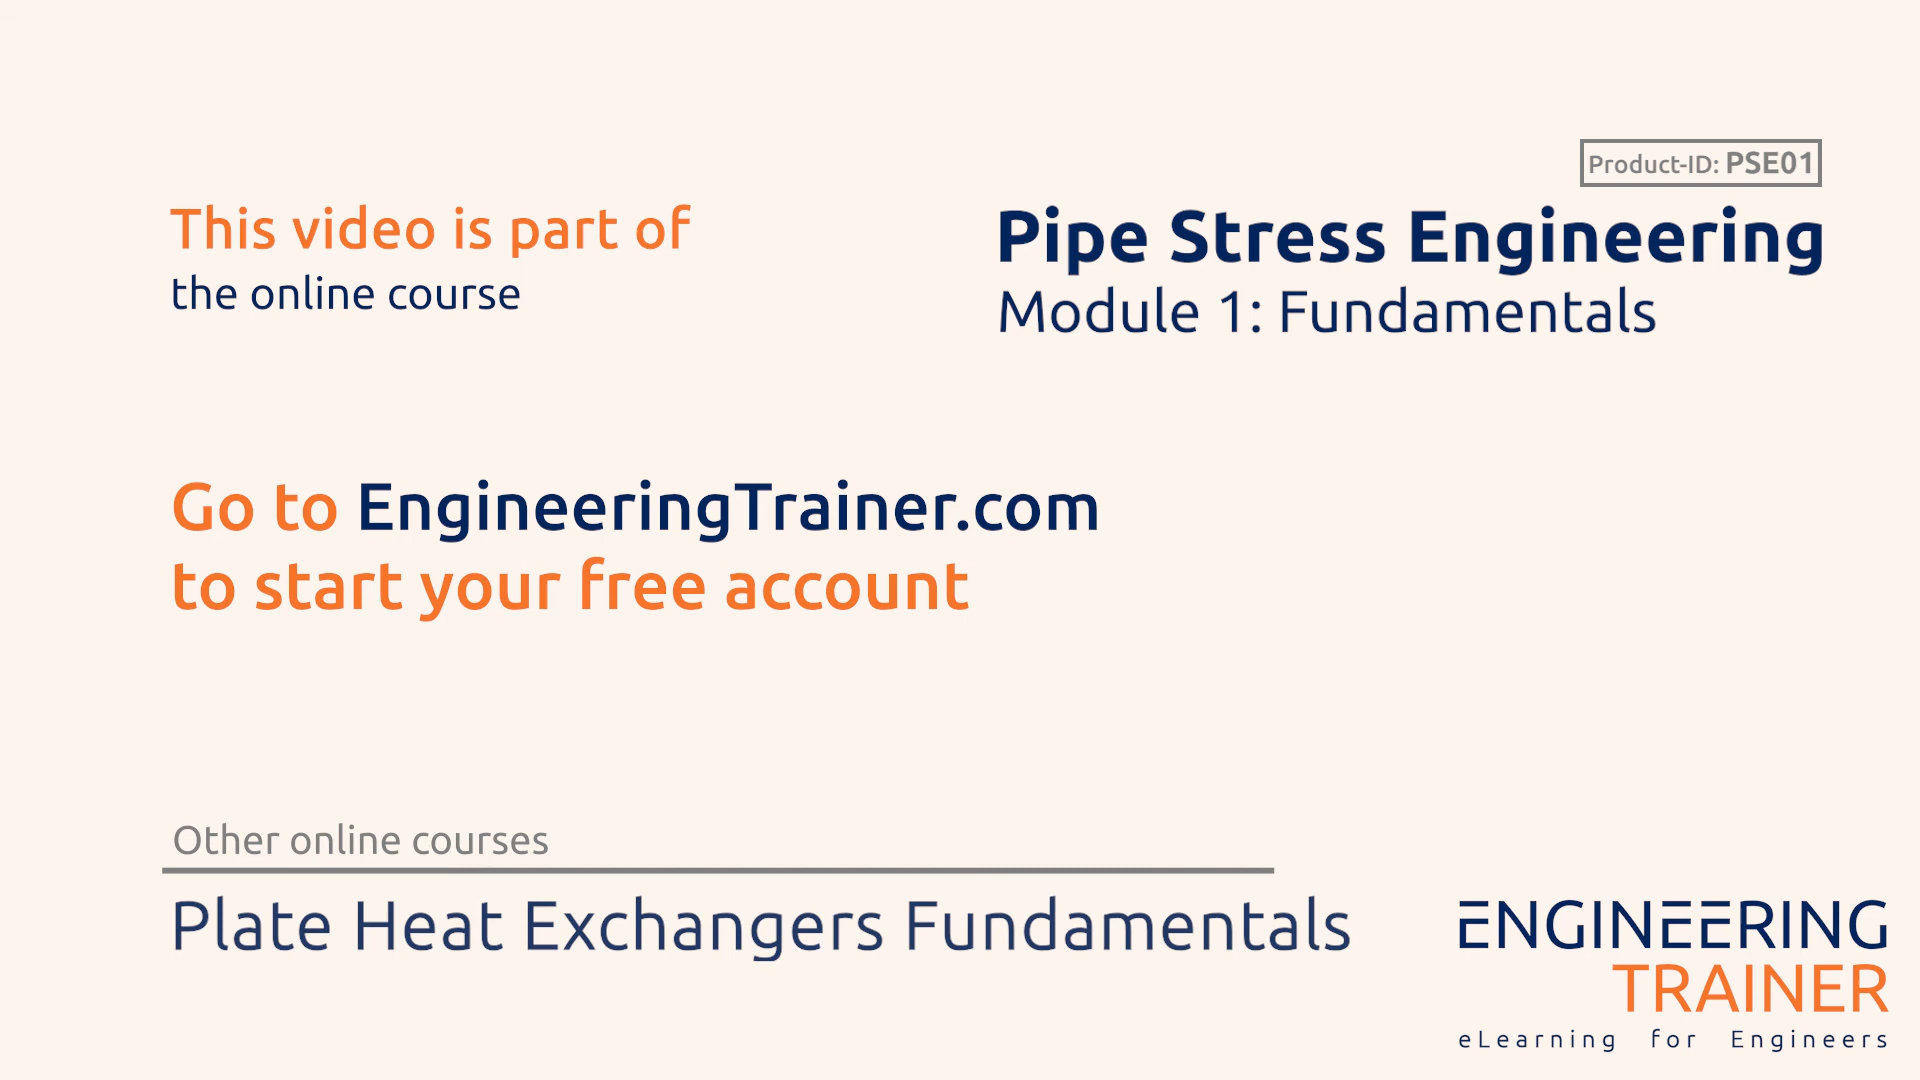 Product-ID: PSE01
This video is part of
the online course
Pipe Stress Engineering
Module 1: Fundamentals
Go to EngineeringTrainer.com
to start your free account
Other online courses
Plate Heat Exchangers Fundamentals
ENGINEERING
TRAINER
eLearning for Engineers